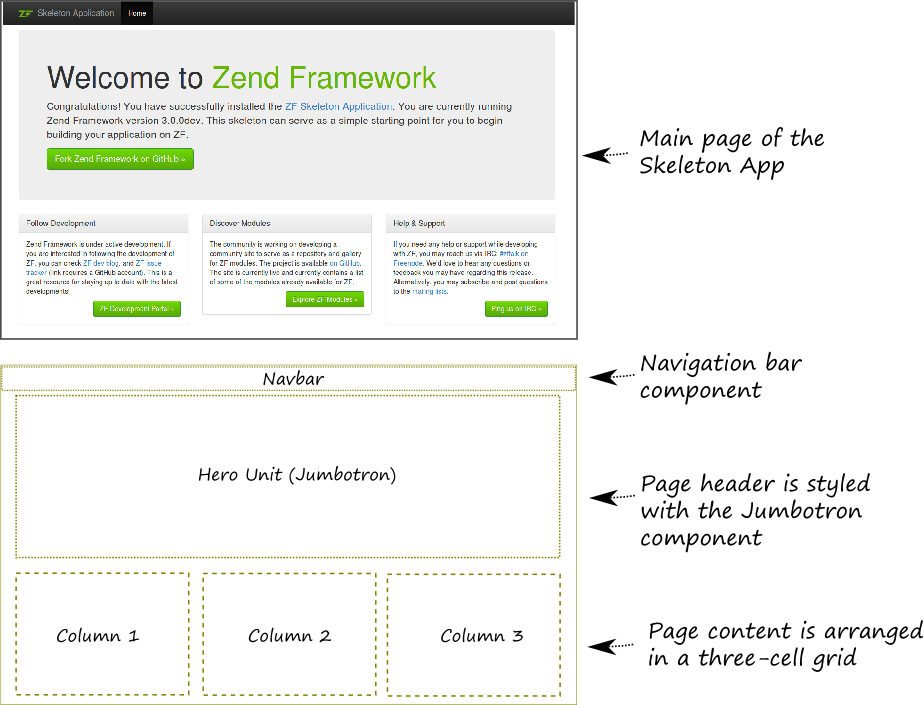 ZF Skeleton Application Home
Welcome to Zend Framework
Congratulations! You have successfully installed the ZF Skeleton Application. You are currently running
Zend Framework version 3.0.0dev. This skeleton can serve as a simple starting point for you to begin
building your application on ZF.
Fork Zend Framework on GitHub »
Main page of the
Skeleton App
Follow Development
Zend Framework is under active development. If
you are interested in following the development of
ZF, you can check ZF dev blog, and ZF issue
tracker (link requires a GitHub account). This is a
great resource for staying up to date with the latest
developments!
ZF Development Portal »
Discover Modules
The community is working on developing a
community site to serve as a repository and gallery
for ZF modules. The project is available on GitHub.
The site is currently live and currently contains a list
of some of the modules already available for ZF.
Explore ZF Modules »
Help & Support
If you need any help or support while developing
with ZF, you may reach us via IRC: #zftalk on
Freenode. We'd love to hear any questions or
feedback you may have regarding this release.
Alternatively, you may subscribe and post questions
to the mailing lists.
Ping us on IRC »
Navbar
Navigation bar
component
Hero Unit (Jumbotron)
Page header is styled
with the Jumbotron
component
Column 1
Column 2
Column 3
Page content is arranged
in a three-cell grid